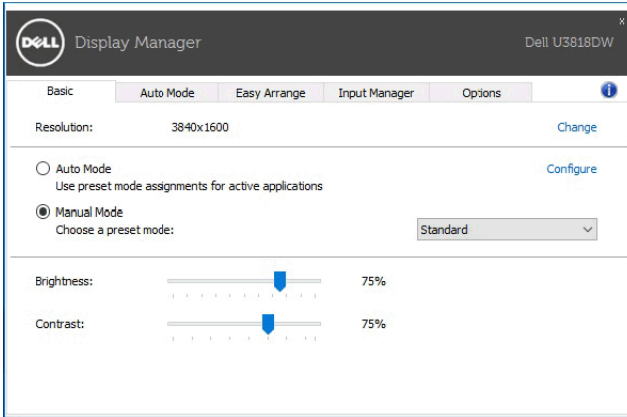 x
DELL Display Manager Dell U3818DW
Basic Auto Mode Easy Arrange Input Manager Options i
Resolution: 3840x1600 Change
Auto Mode Configure
Use preset mode assignments for active applications
Manual Mode
Choose a preset mode: Standard
Brightness: 75%
Contrast: 75%